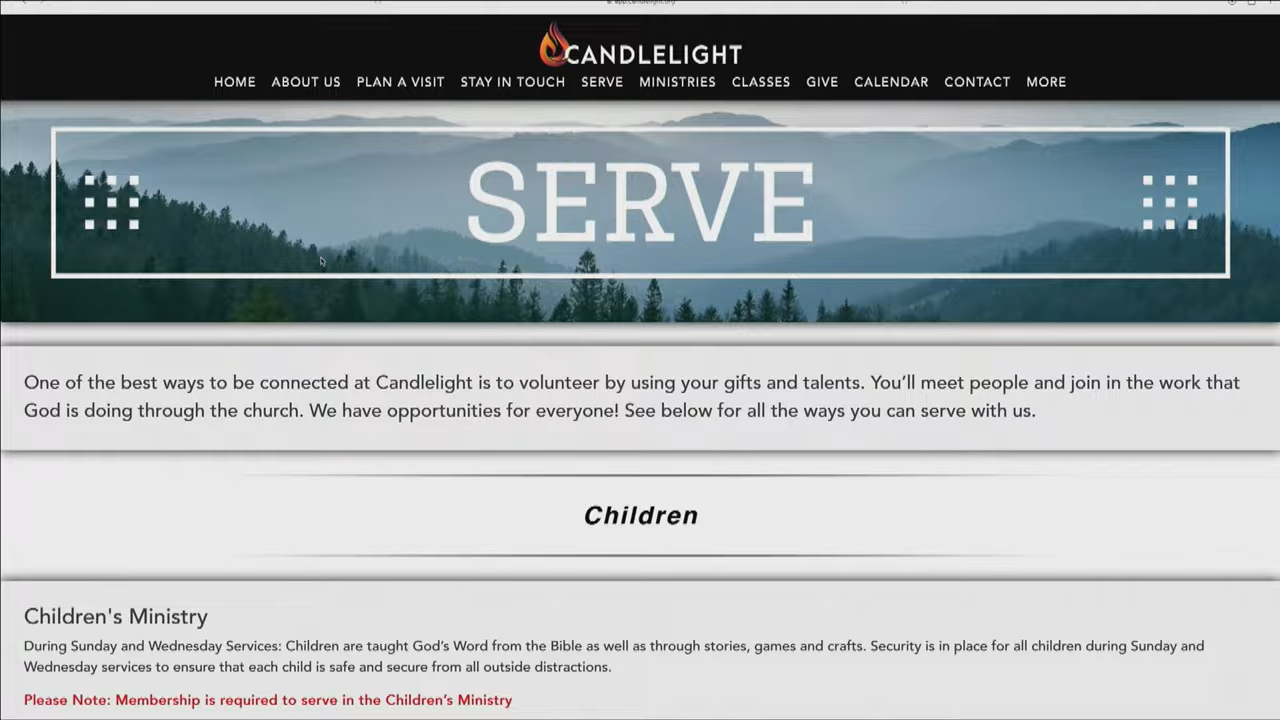 CANDLELIGHT
HOME ABOUT US PLAN A VISIT STAY IN TOUCH SERVE MINISTRIES CLASSES GIVE CALENDAR CONTACT MORE
SERVE
One of the best ways to be connected at Candlelight is to volunteer by using your gifts and talents. You’ll meet people and join in the work that
God is doing through the church. We have opportunities for everyone! See below for all the ways you can serve with us.
Children
Children's Ministry
During Sunday and Wednesday Services: Children are taught God’s Word from the Bible as well as through stories, games and crafts. Security is in place for all children during Sunday and
Wednesday services to ensure that each child is safe and secure from all outside distractions.
Please Note: Membership is required to serve in the Children’s Ministry